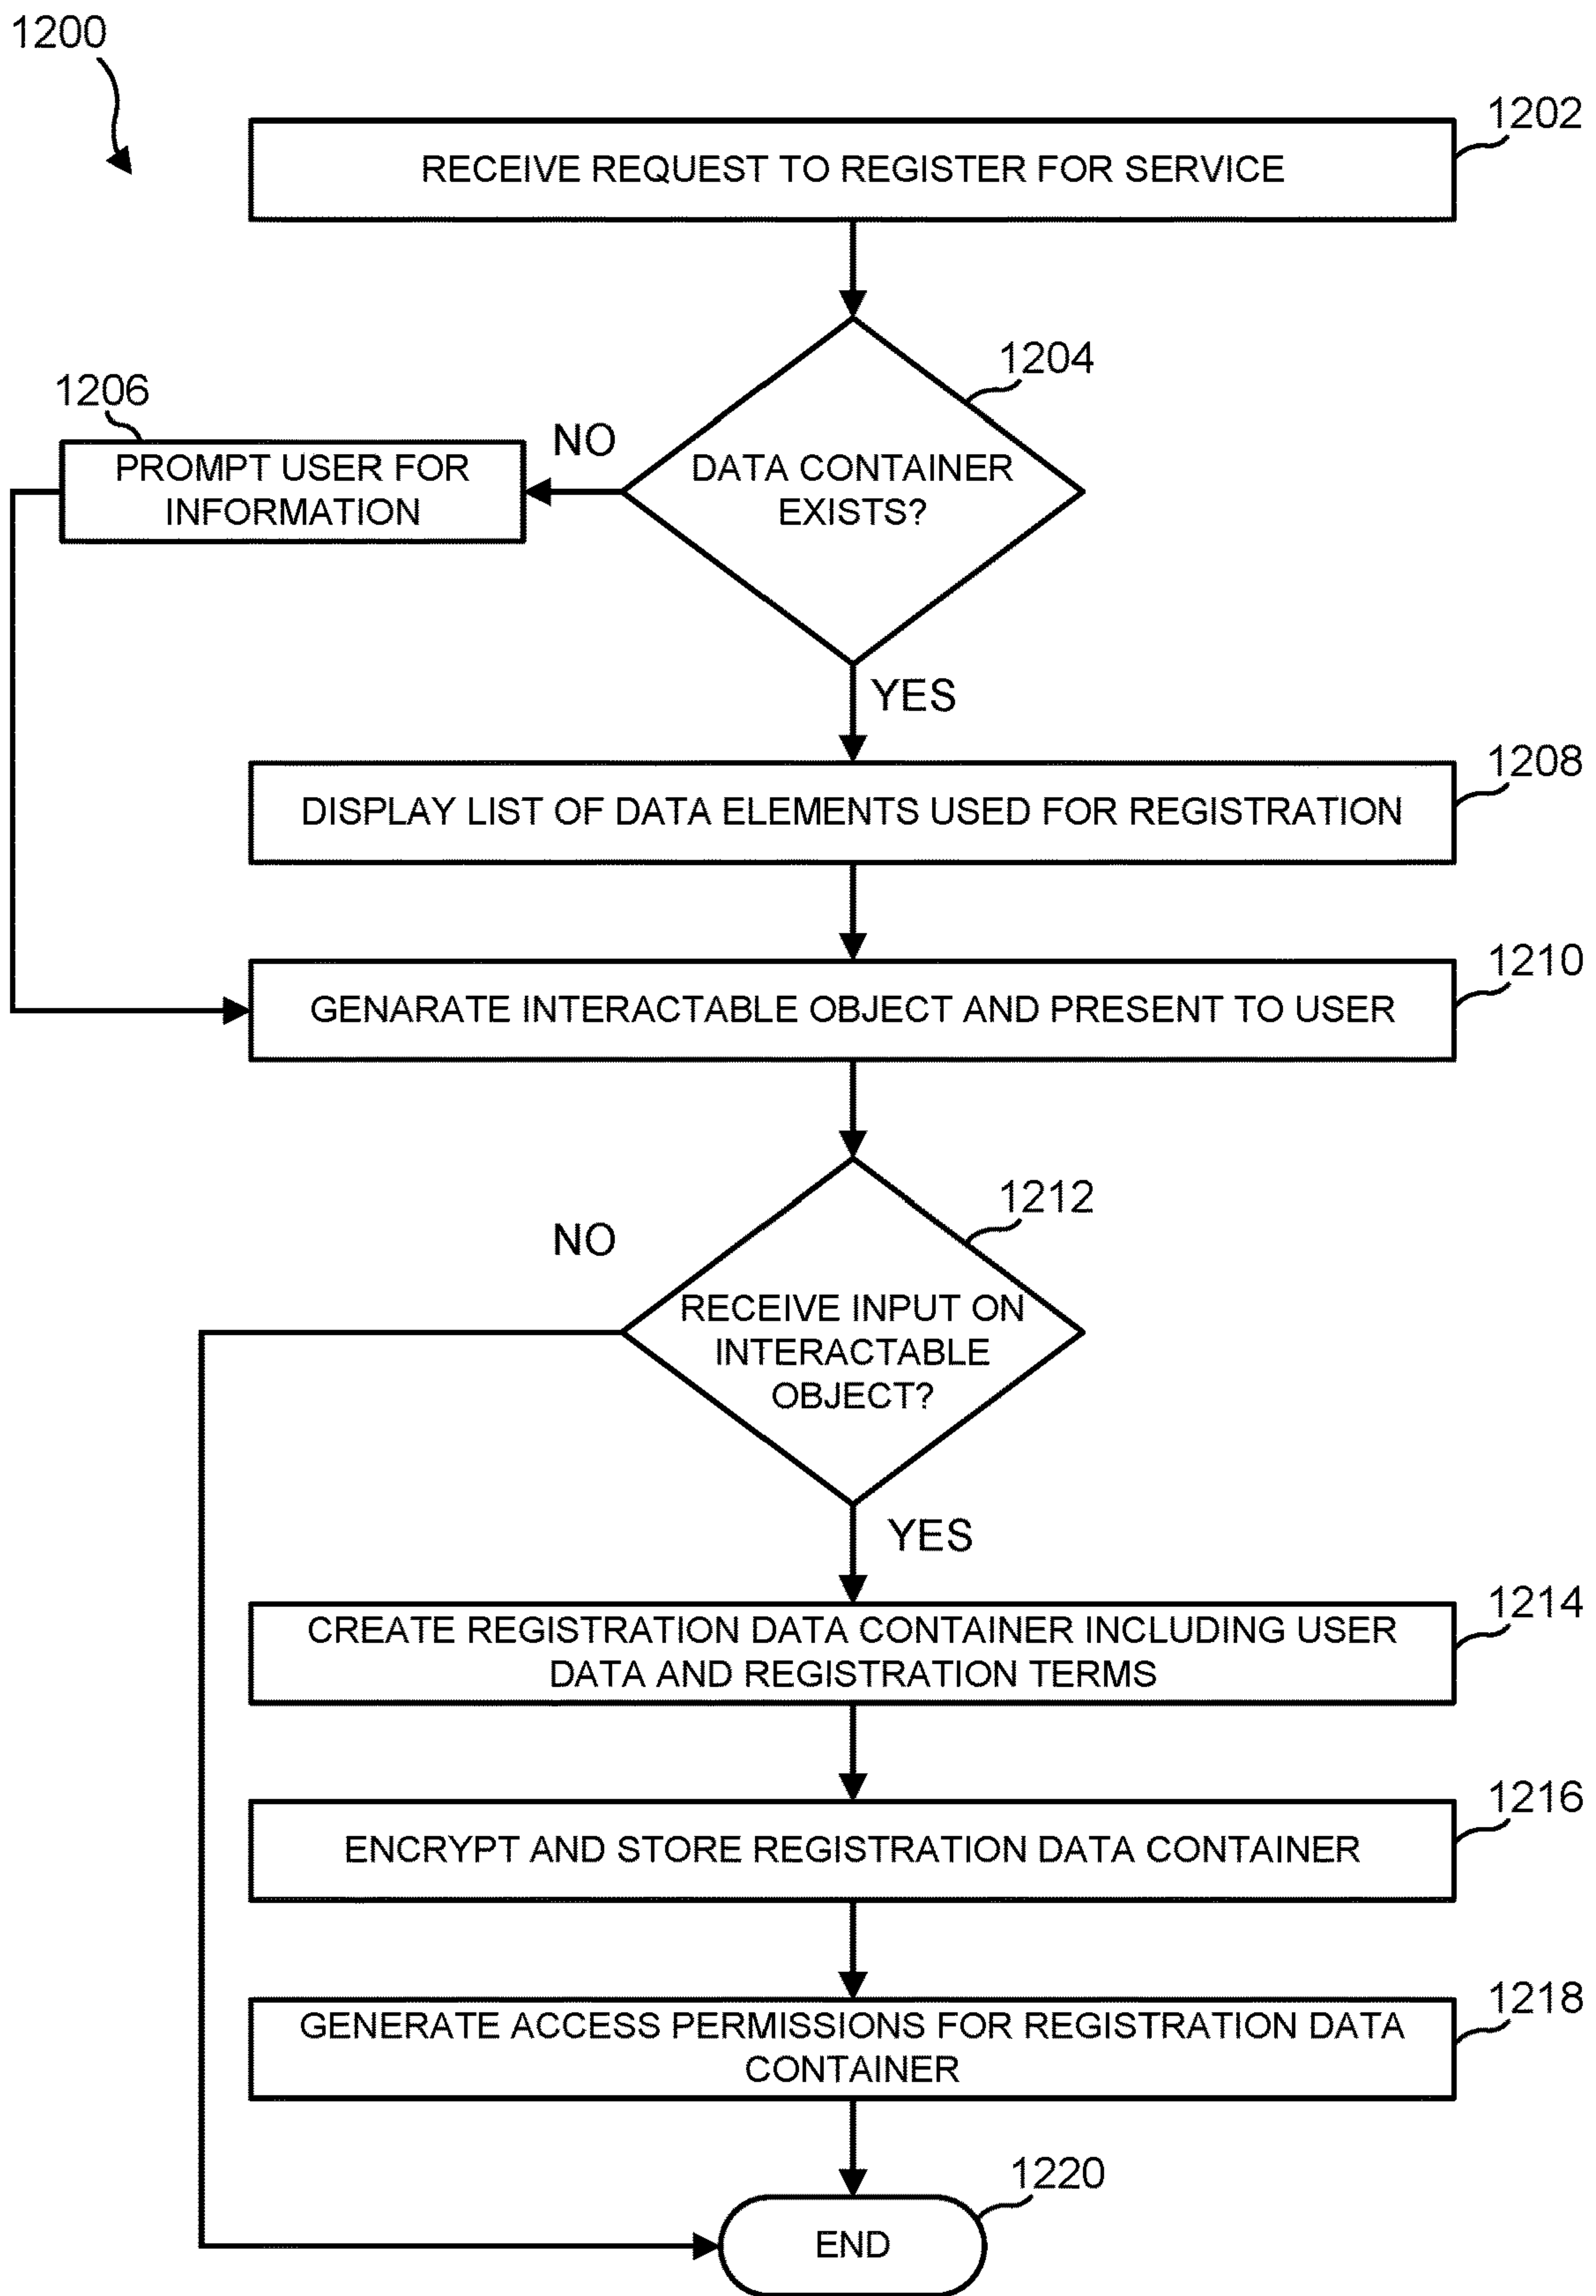 1200
1202
RECEIVE REQUEST TO REGISTER FOR SERVICE
1204
1206
NO
PROMPT USER FOR
INFORMATION
DATA CONTAINER
EXISTS?
YES
1208
DISPLAY LIST OF DATA ELEMENTS USED FOR REGISTRATION
1210
GENARATE INTERACTABLE OBJECT AND PRESENT TO USER
1212
NO
RECEIVE INPUT ON
INTERACTABLE
OBJECT?
YES
1214
CREATE REGISTRATION DATA CONTAINER INCLUDING USER
DATA AND REGISTRATION TERMS
1216
ENCRYPT AND STORE REGISTRATION DATA CONTAINER
1218
GENERATE ACCESS PERMISSIONS FOR REGISTRATION DATA
CONTAINER
1220
END